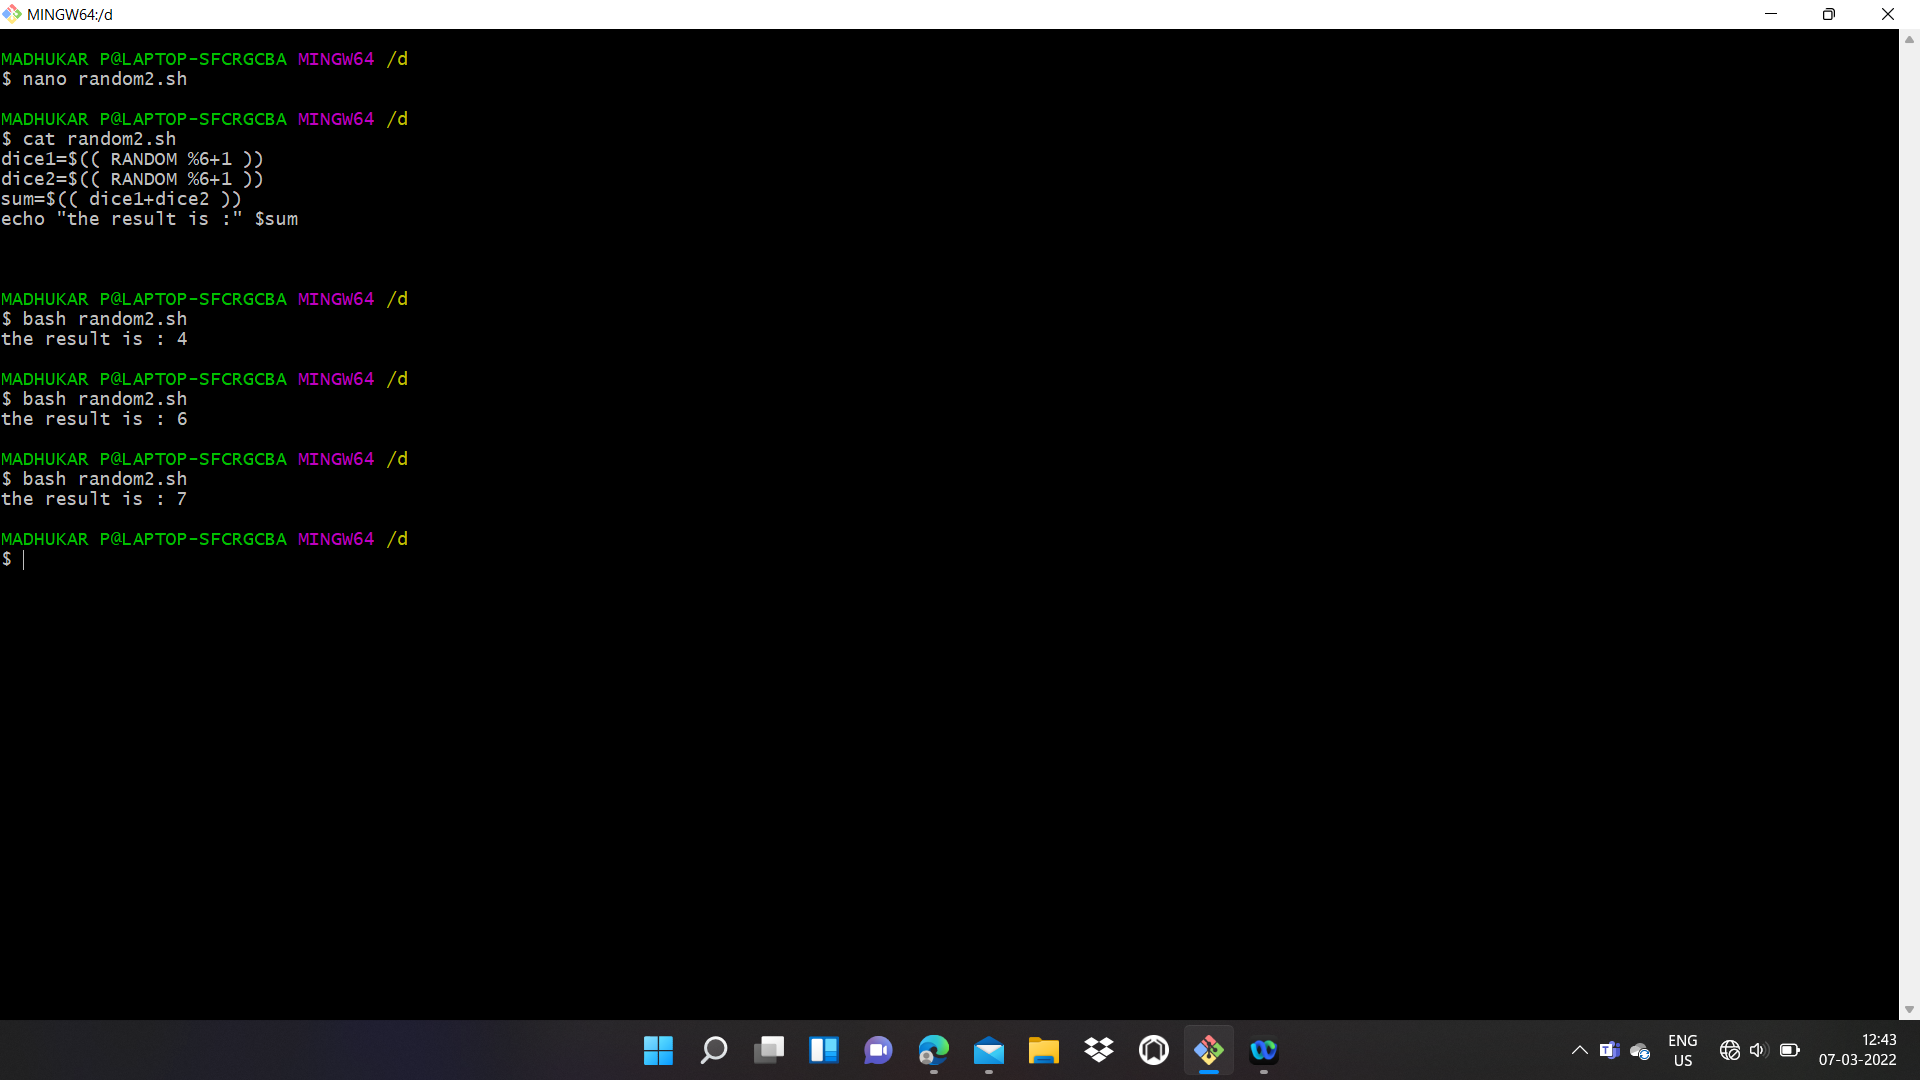 MINGW64:/d
MADHUKAR P@LAPTOP-SFCRGCBA MINGW64 /d
$ nano random2.sh
MADHUKAR P@LAPTOP-SFCRGCBA MINGW64 /d
$ cat random2.sh
dice1=$(( RANDOM %6+1 ))
dice2=$(( RANDOM %6+1 ))
sum=$(( dice1+dice2 ))
echo "the result is :" $sum
MADHUKAR P@LAPTOP-SFCRGCBA MINGW64 /d
$ bash random2.sh
the result is : 4
MADHUKAR P@LAPTOP-SFCRGCBA MINGW64 /d
$ bash random2.sh
the result is : 6
MADHUKAR P@LAPTOP-SFCRGCBA MINGW64 /d
$ bash random2.sh
the result is : 7
MADHUKAR P@LAPTOP-SFCRGCBA MINGW64 /d
$
ENG
US
12:43
07-03-2022